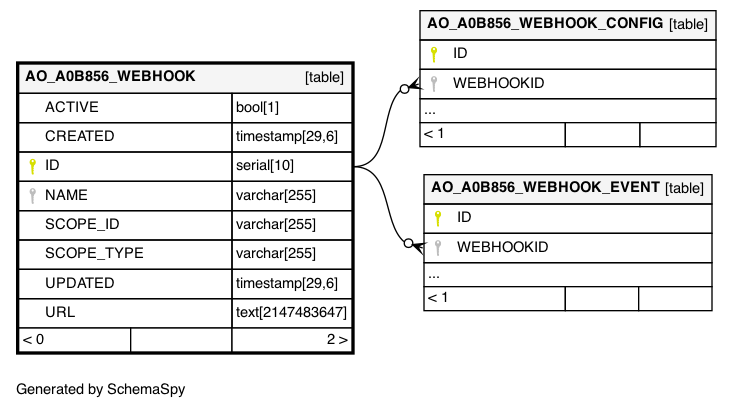 AO_A0B856_WEBHOOK [table]
ACTIVE bool[1]
CREATED timestamp[29,6]
ID serial[10]
NAME varchar[255]
SCOPE_ID varchar[255]
SCOPE_TYPE varchar[255]
UPDATED timestamp[29,6]
URL text[2147483647]
< 0 2 >
AO_A0B856_WEBHOOK_CONFIG [table]
ID
WEBHOOKID
...
< 1
AO_A0B856_WEBHOOK_EVENT [table]
ID
WEBHOOKID
...
< 1
Generated by SchemaSpy